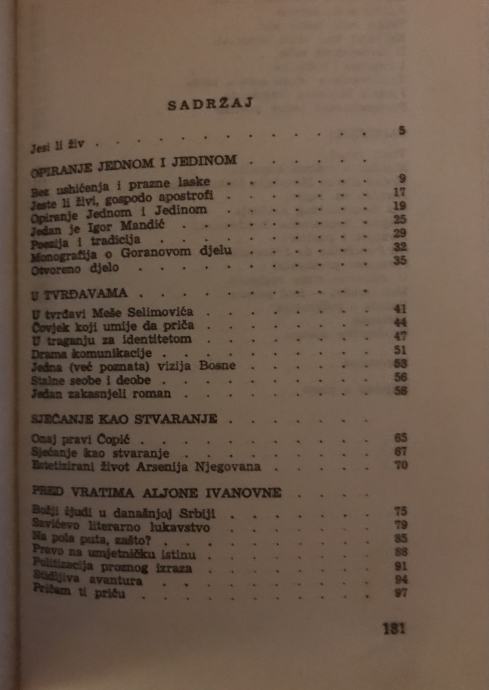 SADRŽAJ
Jesi li živ . . . . . . . . . . . . 5
OPIRANJE JEDNOM I JEDINOM . . . . . .
Bez ushićenja i prazne laske . . . . . . . 9
Jeste li živi, gospodo apostrofi . . . . . . . 17
Opiranje Jednom i Jedinom . . . . . . . 19
Jedan je Igor Mandić . . . . . . . . 25
Poezija i tradicija . . . . . . . . . 29
Monografija o Goranovom djelu . . . . . . 32
Otvoreno djelo . . . . . . . . . . 35
U TVRĐAVAMA . . . . . . . . . .
U tvrđavi Meše Selimovića . . . . . . . 41
Čovjek koji umije da priča . . . . . . . 44
U traganju za identitetom . . . . . . . 47
Drama komunikacije . . . . . . . . . 51
Jedna (već poznata) vizija Bosne . . . . . . 53
Stalne seobe i deobe . . . . . . . . . 56
Jedan zakasnjeli roman . . . . . . . . 58
SJEĆANJE KAO STVARANJE . . . . . . .
Onaj pravi Ćopić . . . . . . . . . . 65
Sjećanje kao stvaranje . . . . . . . . 67
Estetizirani život Arsenija Njegovana . . . . . 70
PRED VRATIMA ALJONE IVANOVNE . . . .
Božji ljudi u današnjoj Srbiji . . . . . . . 75
Savićevo literarno lukavstvo . . . . . . . 79
Na pola puta, zašto? . . . . . . . . . 85
Pravo na umjetničku istinu . . . . . . . 88
Politizacija proznog izraza . . . . . . . . 91
Stidljiva avantura . . . . . . . . . . 94
Pričam ti priču . . . . . . . . . . 97
181